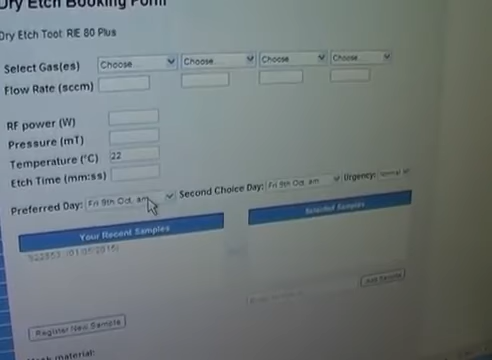 Dry Etch Booking Form
Dry Etch Tool: RIE 80 Plus
Select Gas(es) Choose... Choose... Choose... Choose...
Flow Rate (sccm)
RF power (W)
Pressure (mT)
Temperature (°C) 22
Etch Time (mm:ss)
Preferred Day: Fri 9th Oct, am Second Choice Day: Fri 9th Oct, am Urgency: Normal
Your Recent Samples Selected Samples
Add Sample
Register New Sample
material: